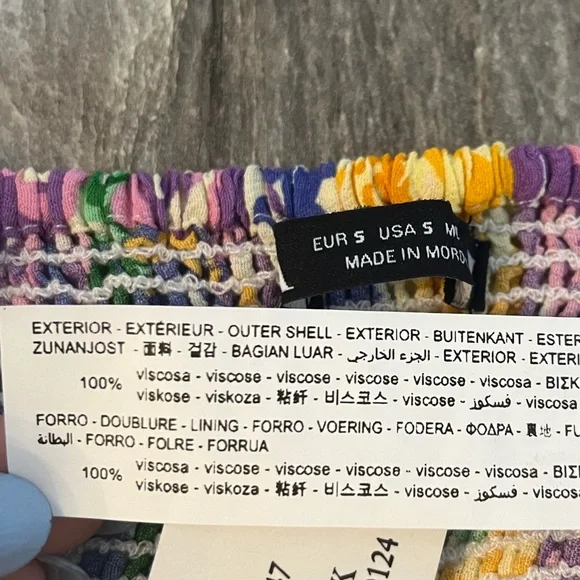 EUR S USA S
MADE IN
EXTERIOR - EXTÉRIEUR - OUTER SHELL - EXTERIOR - BUITENKANT -
ZUNANJOST - 面料 - 겉감 - BAGIAN LUAR - الجزء الخارجي - EXTERIOR -
100% viscosa - viscose - viscose - viscose - viscose - viscosa -
viskose - viskoza - 粘纤 - 비스코스 - viscose - فسكوز - viscosa
FORRO - DOUBLURE - LINING - FORRO - VOERING - FODERA - ΦΟΔΡΑ - 裏地 -
البطانة - FORRO - FOLRE - FORRUA
100% viscosa - viscose - viscose - viscose - viscose - viscosa -
viskose - viskoza - 粘纤 - 비스코스 - viscose - فسكوز -
47
K
0124